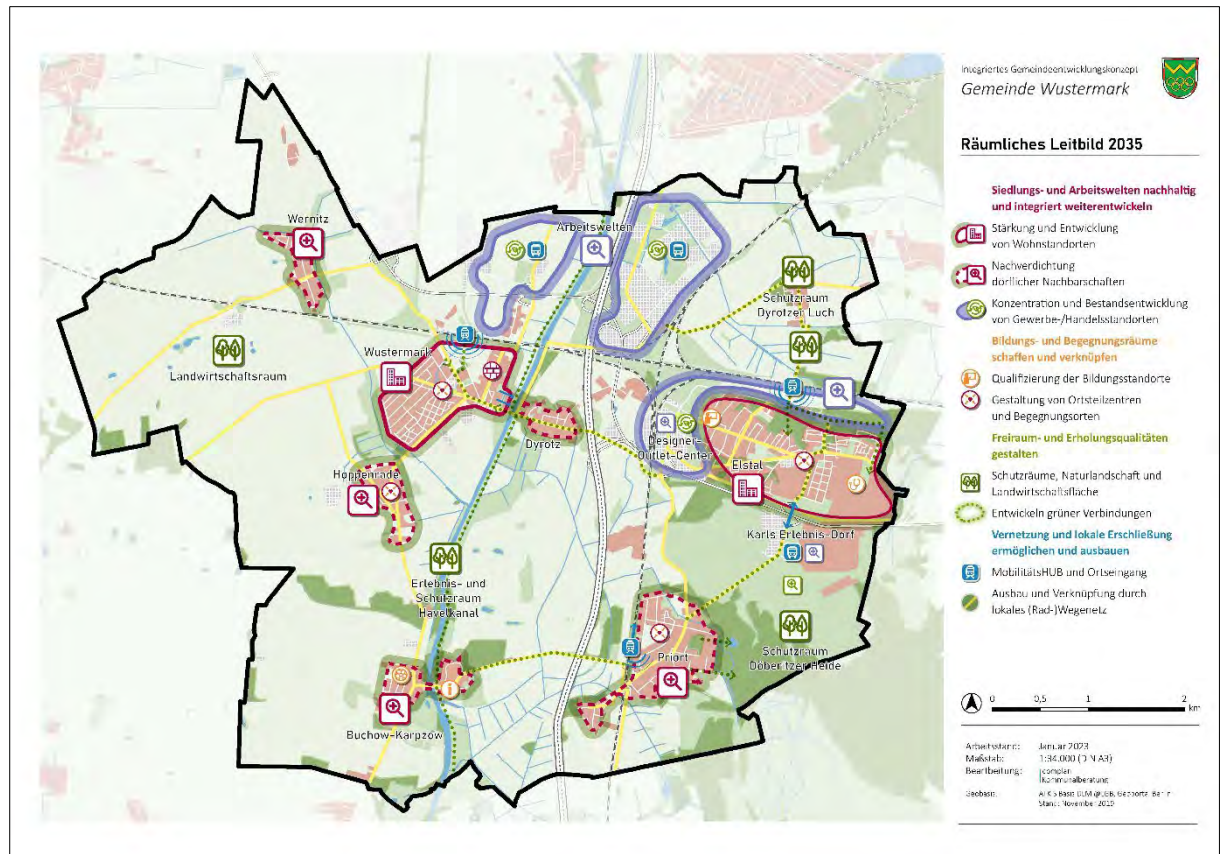 Integriertes Gemeindeentwicklungskonzept
Gemeinde Wustermark
Räumliches Leitbild 2035
Siedlungs- und Arbeitswelten nachhaltig
und integriert weiterentwickeln
Stärkung und Entwicklung
von Wohnstandorten
Nachverdichtung
dörflicher Nachbarschaften
Konzentration und Bestandsentwicklung
von Gewerbe-/Handelsstandorten
Bildungs- und Begegnungsräume
schaffen und verknüpfen
Qualifizierung der Bildungsstandorte
Gestaltung von Ortsteilzentren
und Begegnungsorten
Freiraum- und Erholungsqualitäten
gestalten
Schutzräume, Naturlandschaft und
Landwirtschaftsfläche
Entwickeln grüner Verbindungen
Vernetzung und lokale Erschließung
ermöglichen und ausbauen
MobilitätsHUB und Ortseingang
Ausbau und Verknüpfung durch
lokales (Rad-)Wegenetz
0 0,5 1 2
km
Arbeitsstand: Januar 2023
Maßstab: 1:34.000 (DIN A3)
Bearbeitung: complan
Kommunalberatung
Geobasis:
Stand: November 2019
Wernitz
Arbeitswelten
Schutzraum
Dyrotzer Luch
Landwirtschaftsraum
Wustermark
Dyrotz
Designer-
Outlet-Center
Elstal
Hoppenrade
Karls Erlebnis-Dorf
Erlebnis- und
Schutzraum
Havelkanal
Schutzraum
Döberitzer Heide
Priort
Buchow-Karpzow